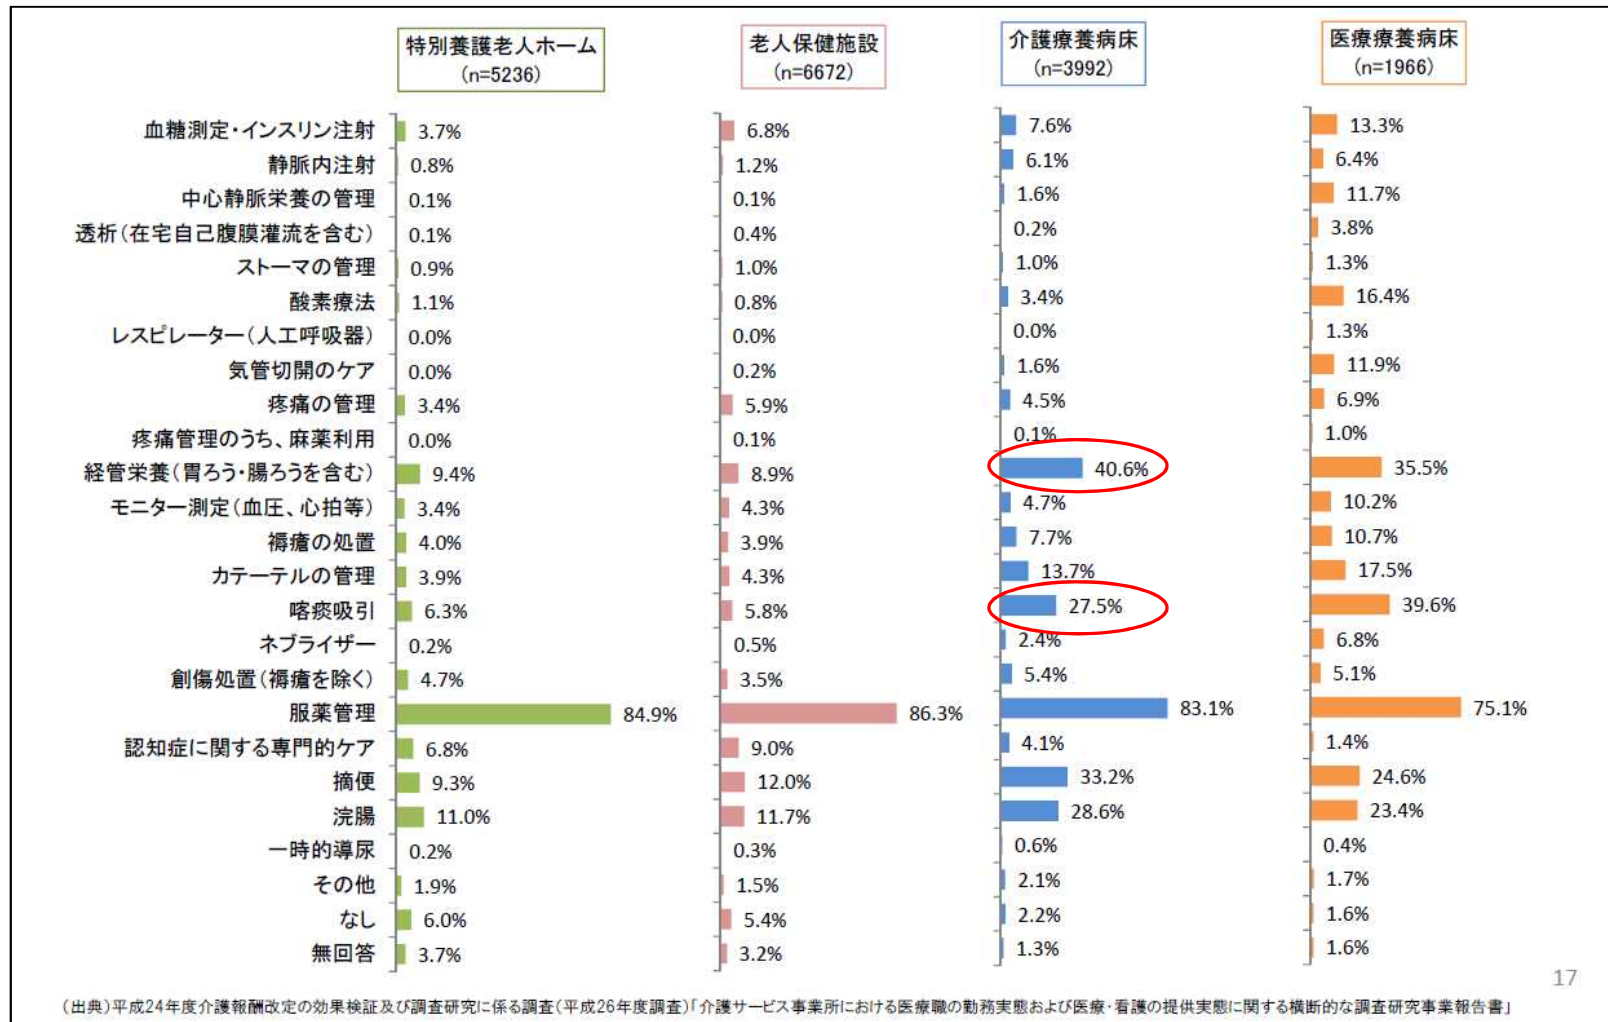 特別養護老人ホーム
(n=5236)
老人保健施設
(n=6672)
介護療養病床
(n=3992)
医療療養病床
(n=1966)
血糖測定・インスリン注射 3.7% 6.8% 7.6% 13.3%
静脈内注射 0.8% 1.2% 6.1% 6.4%
中心静脈栄養の管理 0.1% 0.1% 1.6% 11.7%
透析(在宅自己腹膜灌流を含む) 0.1% 0.4% 0.2% 3.8%
ストーマの管理 0.9% 1.0% 1.0% 1.3%
酸素療法 1.1% 0.8% 3.4% 16.4%
レスピレーター(人工呼吸器) 0.0% 0.0% 0.0% 1.3%
気管切開のケア 0.0% 0.2% 1.6% 11.9%
疼痛の管理 3.4% 5.9% 4.5% 6.9%
疼痛管理のうち、麻薬利用 0.0% 0.1% 0.1% 1.0%
経管栄養(胃ろう・腸ろうを含む) 9.4% 8.9% 40.6% 35.5%
モニター測定(血圧、心拍等) 3.4% 4.3% 4.7% 10.2%
褥瘡の処置 4.0% 3.9% 7.7% 10.7%
カテーテルの管理 3.9% 4.3% 13.7% 17.5%
喀痰吸引 6.3% 5.8% 27.5% 39.6%
ネブライザー 0.2% 0.5% 2.4% 6.8%
創傷処置(褥瘡を除く) 4.7% 3.5% 5.4% 5.1%
服薬管理 84.9% 86.3% 83.1% 75.1%
認知症に関する専門的ケア 6.8% 9.0% 4.1% 1.4%
摘便 9.3% 12.0% 33.2% 24.6%
浣腸 11.0% 11.7% 28.6% 23.4%
一時的導尿 0.2% 0.3% 0.6% 0.4%
その他 1.9% 1.5% 2.1% 1.7%
なし 6.0% 5.4% 2.2% 1.6%
無回答 3.7% 3.2% 1.3% 1.6%
17
(出典)平成24年度介護報酬改定の効果検証及び調査研究に係る調査(平成26年度調査)「介護サービス事業所における医療職の勤務実態および医療・看護の提供実態に関する横断的な調査研究事業報告書」